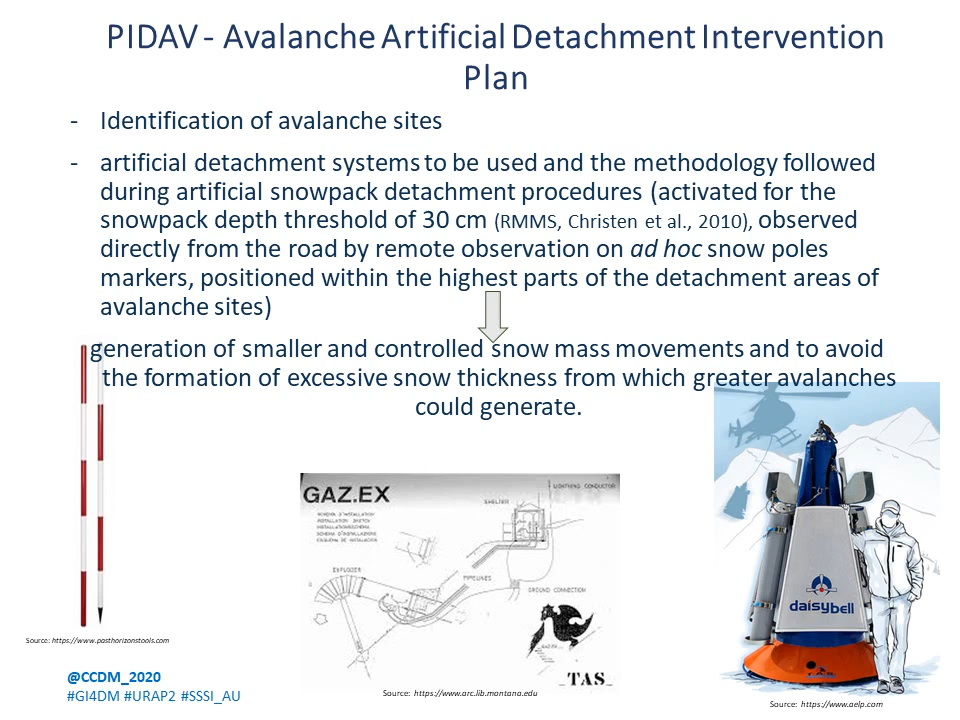 PIDAV - Avalanche Artificial Detachment Intervention
Plan
- Identification of avalanche sites
- artificial detachment systems to be used and the methodology followed
during artificial snowpack detachment procedures (activated for the
snowpack depth threshold of 30 cm (RMMS, Christen et al., 2010), observed
directly from the road by remote observation on ad hoc snow poles
markers, positioned within the highest parts of the detachment areas of
avalanche sites)
generation of smaller and controlled snow mass movements and to avoid
the formation of excessive snow thickness from which greater avalanches
could generate.
GAZ.EX
LIGHTNING CONDUCTOR
SHELTER
INSTALLATION SKETCH
INSTALLATIONSSCHEMA
SCHEMA D'INSTALLAZIONE
EXPLODER
PIPELINES
GROUND CONNECTION
TAS
daisybell
Source: https://www.pasthorizonstools.com
@CCDM_2020
#GI4DM #URAP2 #SSSI_AU
Source: https://www.arc.lib.montana.edu
Source: https://www.aelp.com